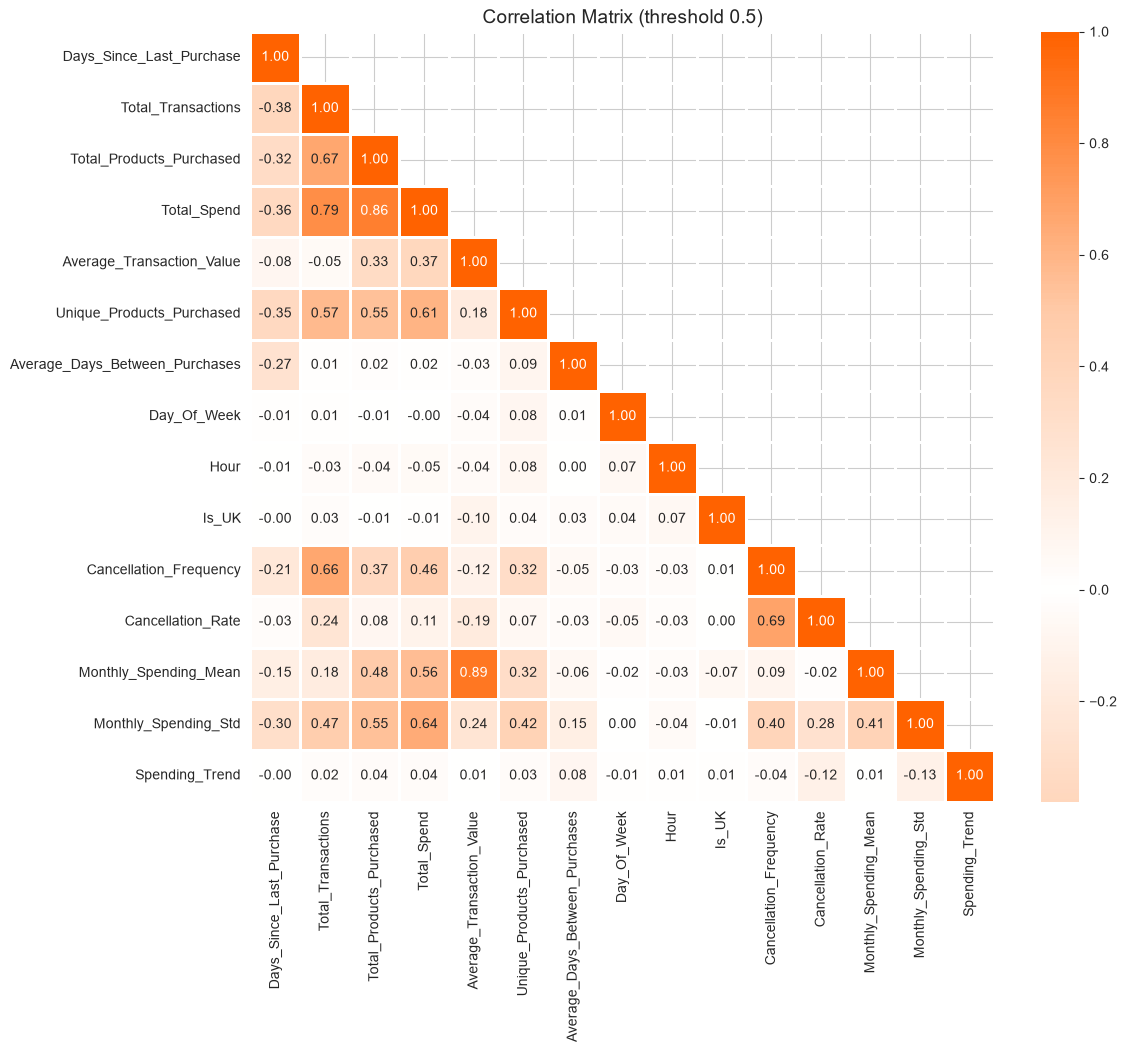 Correlation Matrix (threshold 0.5)
Days_Since_Last_Purchase 1.00
Total_Transactions -0.38 1.00
Total_Products_Purchased -0.32 0.67 1.00
Total_Spend -0.36 0.79 0.86 1.00
Average_Transaction_Value -0.08 -0.05 0.33 0.37 1.00
Unique_Products_Purchased -0.35 0.57 0.55 0.61 0.18 1.00
Average_Days_Between_Purchases -0.27 0.01 0.02 0.02 -0.03 0.09 1.00
Day_Of_Week -0.01 0.01 -0.01 -0.00 -0.04 0.08 0.01 1.00
Hour -0.01 -0.03 -0.04 -0.05 -0.04 0.08 0.00 0.07 1.00
Is_UK -0.00 0.03 -0.01 -0.01 -0.10 0.04 0.03 0.04 0.07 1.00
Cancellation_Frequency -0.21 0.66 0.37 0.46 -0.12 0.32 -0.05 -0.03 -0.03 0.01 1.00
Cancellation_Rate -0.03 0.24 0.08 0.11 -0.19 0.07 -0.03 -0.05 -0.03 0.00 0.69 1.00
Monthly_Spending_Mean -0.15 0.18 0.48 0.56 0.89 0.32 -0.06 -0.02 -0.03 -0.07 0.09 -0.02 1.00
Monthly_Spending_Std -0.30 0.47 0.55 0.64 0.24 0.42 0.15 0.00 -0.04 -0.01 0.40 0.28 0.41 1.00
Spending_Trend -0.00 0.02 0.04 0.04 0.01 0.03 0.08 -0.01 0.01 0.01 -0.04 -0.12 0.01 -0.13 1.00
Days_Since_Last_Purchase
Total_Transactions
Total_Products_Purchased
Total_Spend
Average_Transaction_Value
Unique_Products_Purchased
Average_Days_Between_Purchases
Day_Of_Week
Hour
Is_UK
Cancellation_Frequency
Cancellation_Rate
Monthly_Spending_Mean
Monthly_Spending_Std
Spending_Trend
1.0
0.8
0.6
0.4
0.2
0.0
−0.2